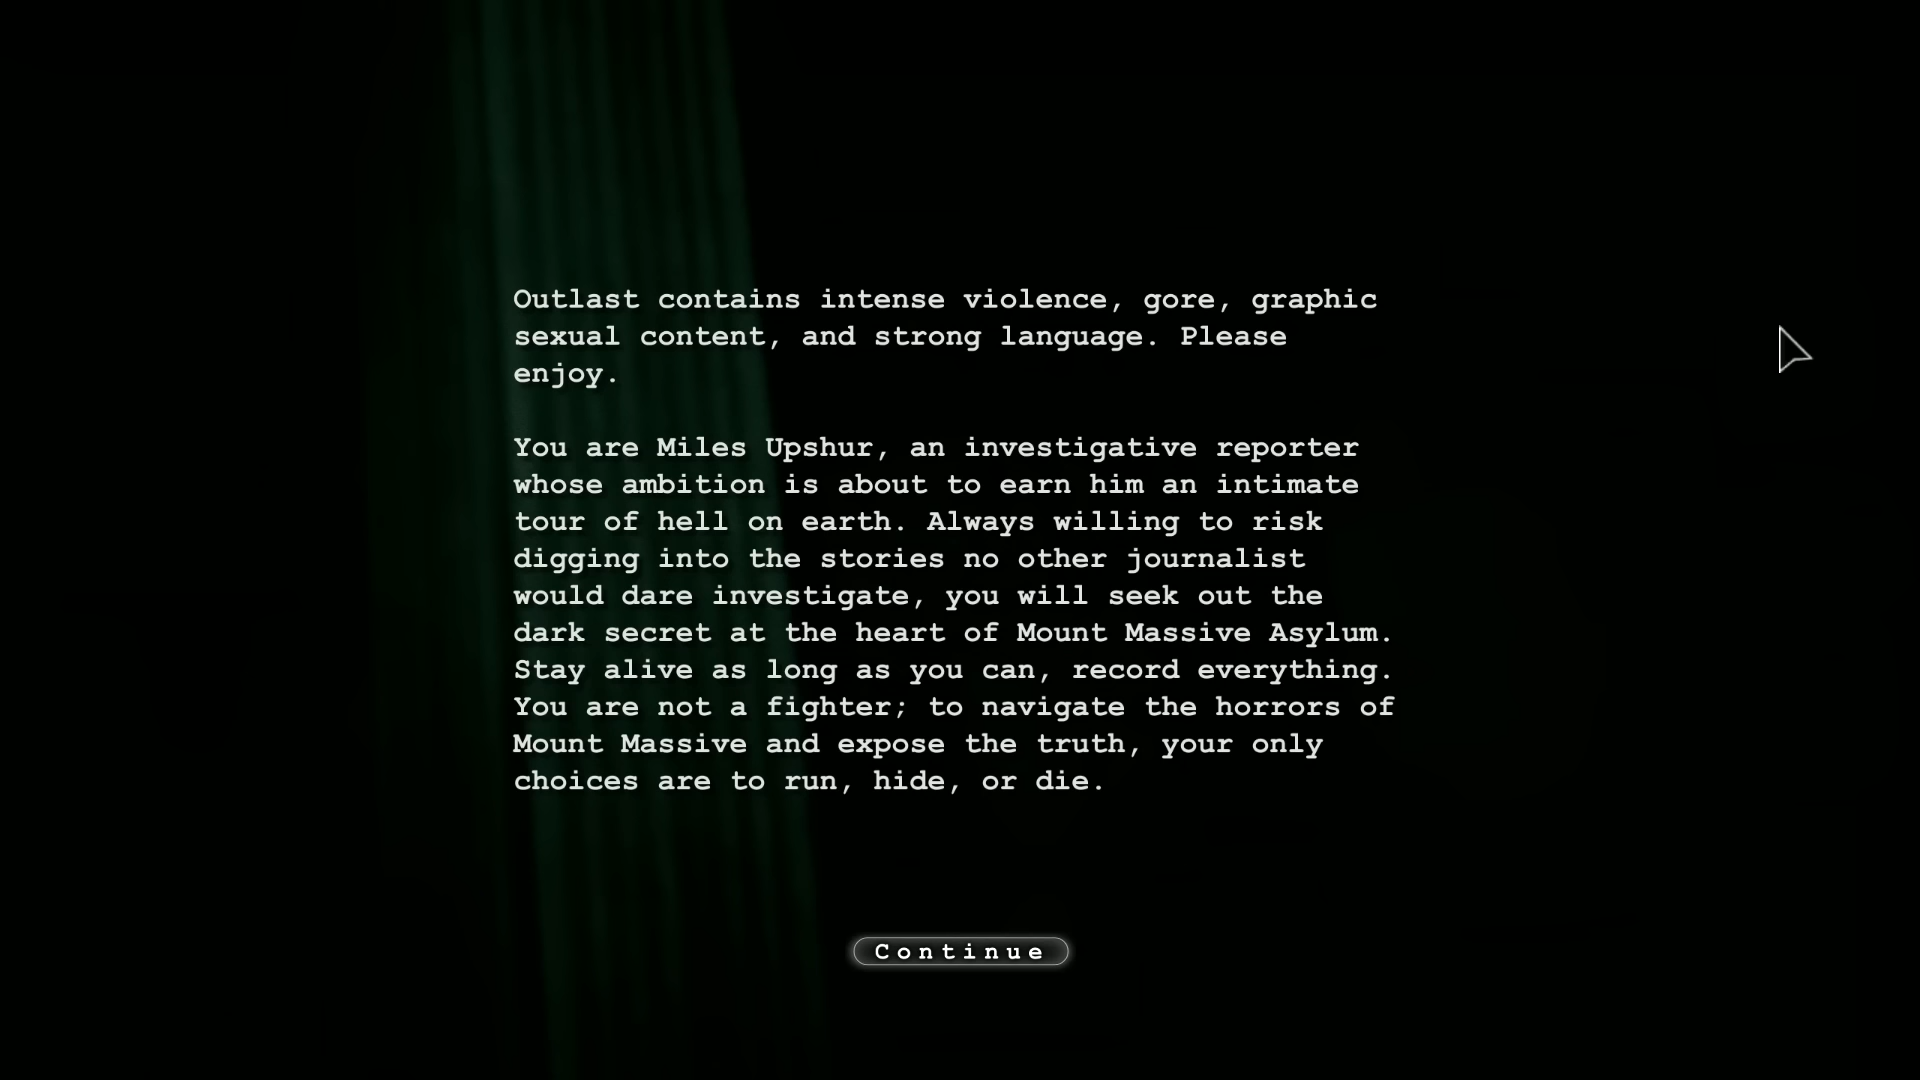 Outlast contains intense violence, gore, graphic
sexual content, and strong language. Please
enjoy.
You are Miles Upshur, an investigative reporter
whose ambition is about to earn him an intimate
tour of hell on earth. Always willing to risk
digging into the stories no other journalist
would dare investigate, you will seek out the
dark secret at the heart of Mount Massive Asylum.
Stay alive as long as you can, record everything.
You are not a fighter; to navigate the horrors of
Mount Massive and expose the truth, your only
choices are to run, hide, or die.
Continue